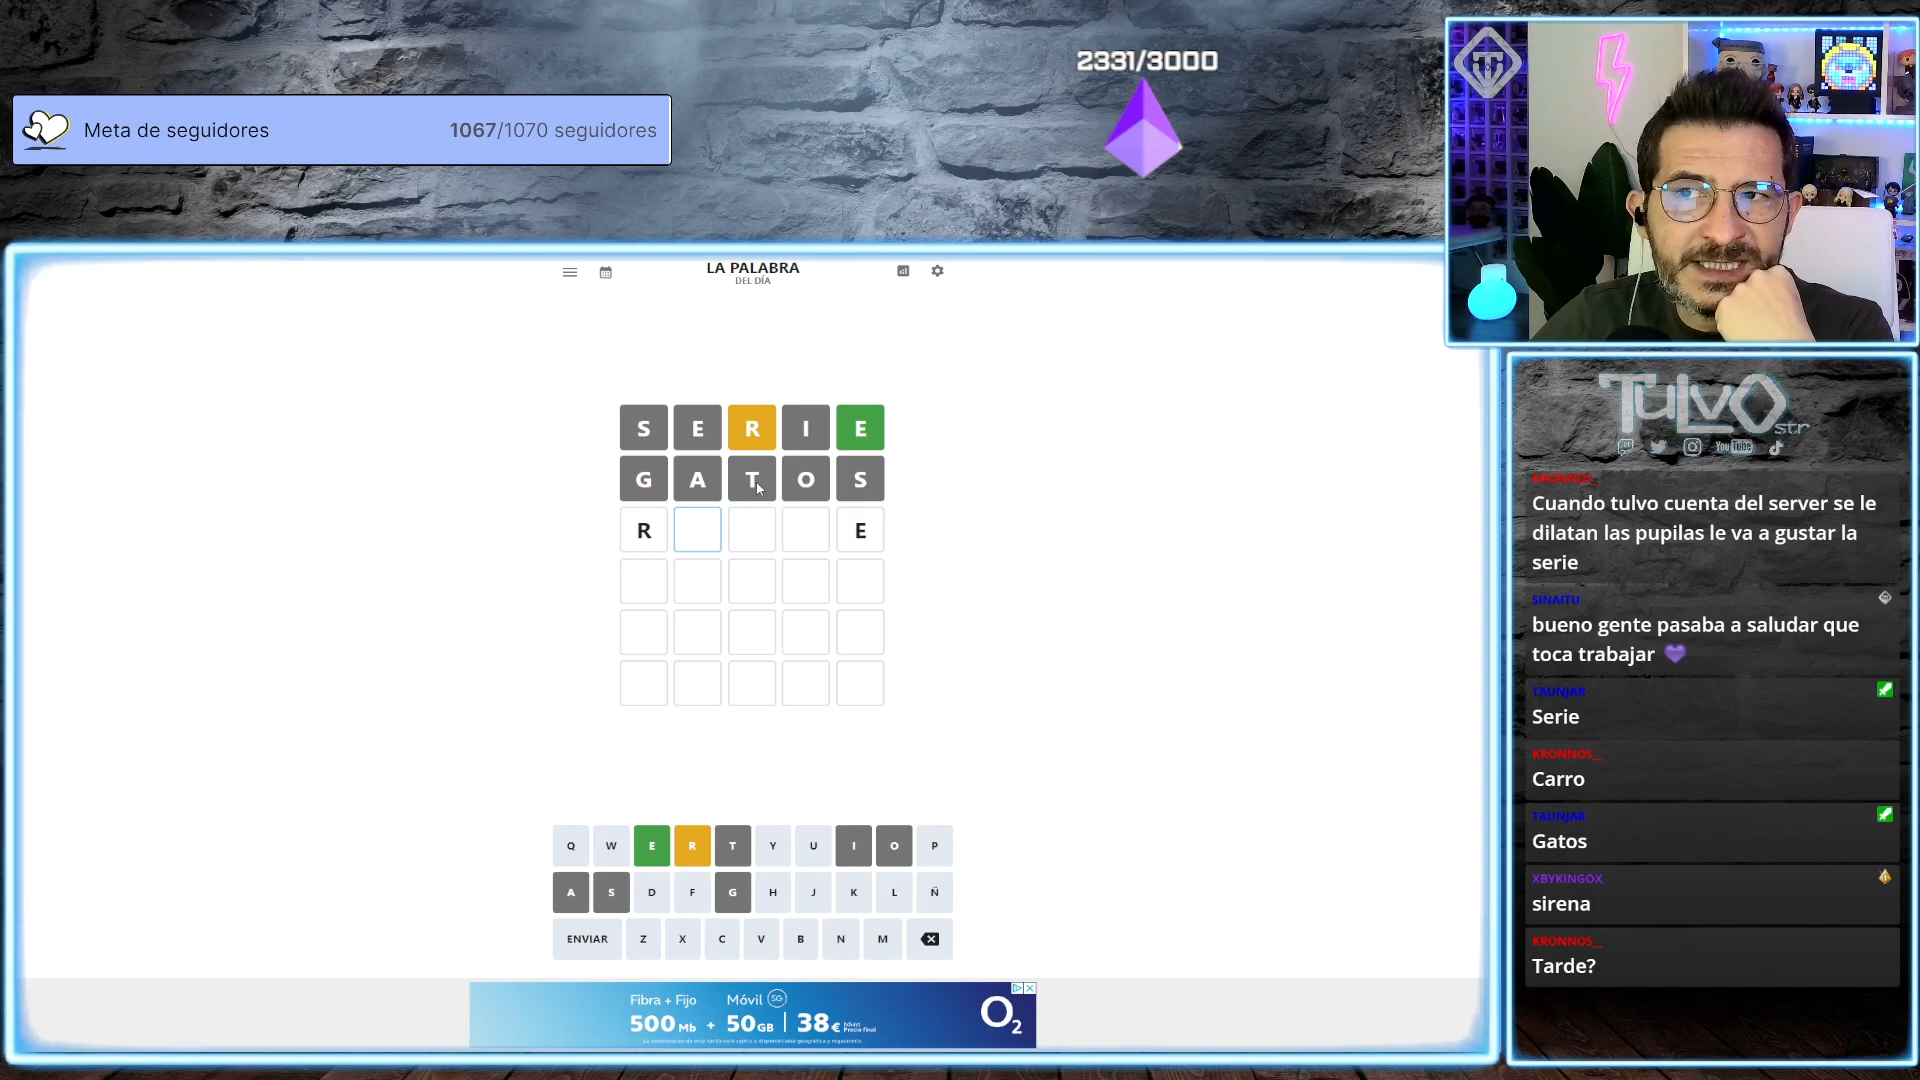 2331/3000
Meta de seguidores 1067/1070 seguidores
LA PALABRA
DEL DÍA
S E R I E
G A T O S
R E
Q W E R T Y U I O P
A S D F G H J K L Ñ
ENVIAR Z X C V B N M
Fibra + Fijo Móvil 5G
500 Mb + 50 GB | 38 €
O2
TULVO str
YouTube
KRONNOS_
Cuando tulvo cuenta del server se le
dilatan las pupilas le va a gustar la
serie
SINAITU
bueno gente pasaba a saludar que
toca trabajar
TAUNJAR
Serie
KRONNOS_
Carro
TAUNJAR
Gatos
XBYKINGOX
sirena
KRONNOS_
Tarde?